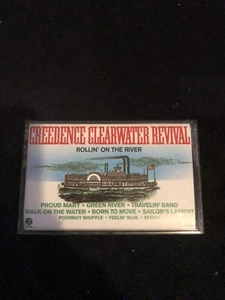 CREEDENCE CLEARWATER REVIVAL
ROLLIN' ON THE RIVER
PROUD MARY • GREEN RIVER • TRAVELIN' BAND
WALK ON THE WATER • BORN TO MOVE • SAILOR'S LAMENT
POORBOY SHUFFLE • FEELIN' BLUE • EFFIGY